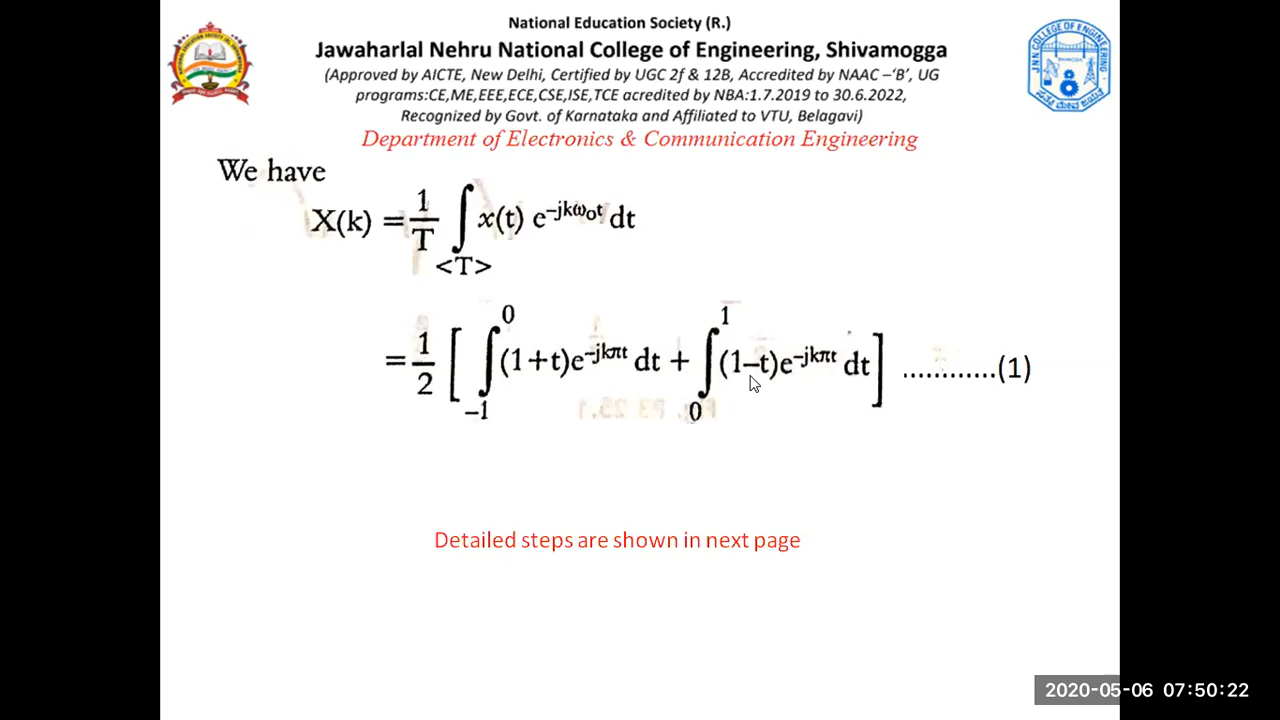 National Education Society (R.)
Jawaharlal Nehru National College of Engineering, Shivamogga
(Approved by AICTE, New Delhi, Certified by UGC 2f & 12B, Accredited by NAAC –‘B’, UG
programs:CE,ME,EEE,ECE,CSE,ISE,TCE acredited by NBA:1.7.2019 to 30.6.2022,
Recognized by Govt. of Karnataka and Affiliated to VTU, Belagavi)
Department of Electronics & Communication Engineering
We have
X(k) = 1/T ∫<T> x(t) e^(–jkω₀t) dt
= 1/2 [ ∫_(–1)^0 (1+t)e^(–jkπt) dt + ∫_0^1 (1–t)e^(–jkπt) dt ] ............(1)
Detailed steps are shown in next page
2020-05-06 07:50:22